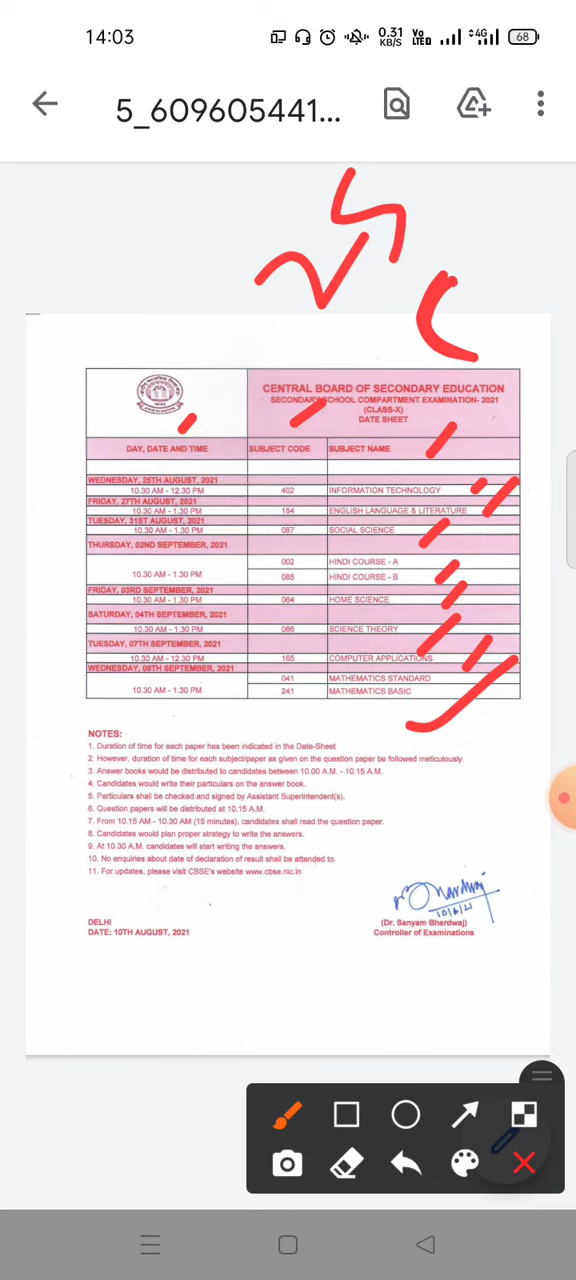 14:03 0.31 KB/S Vo LTED 4G 68
5_609605441...
25
CENTRAL BOARD OF SECONDARY EDUCATION
SECONDARY SCHOOL COMPARTMENT EXAMINATION- 2021
(CLASS-X)
DATE SHEET
DAY, DATE AND TIME SUBJECT CODE SUBJECT NAME
WEDNESDAY, 25TH AUGUST, 2021
10.30 AM - 12.30 PM 402 INFORMATION TECHNOLOGY
FRIDAY, 27TH AUGUST, 2021
10.30 AM - 1.30 PM 184 ENGLISH LANGUAGE & LITERATURE
TUESDAY, 31ST AUGUST, 2021
10.30 AM - 1.30 PM 087 SOCIAL SCIENCE
THURSDAY, 02ND SEPTEMBER, 2021
002 HINDI COURSE - A
10.30 AM - 1.30 PM 085 HINDI COURSE - B
FRIDAY, 03RD SEPTEMBER, 2021
10.30 AM - 1.30 PM 064 HOME SCIENCE
SATURDAY, 04TH SEPTEMBER, 2021
10.30 AM - 1.30 PM 086 SCIENCE THEORY
TUESDAY, 07TH SEPTEMBER, 2021
10.30 AM - 12.30 PM 165 COMPUTER APPLICATIONS
WEDNESDAY, 08TH SEPTEMBER, 2021
041 MATHEMATICS STANDARD
10.30 AM - 1.30 PM 241 MATHEMATICS BASIC
NOTES:
1. Duration of time for each paper has been indicated in the Date-Sheet
2. However, duration of time for each subject/paper as given on the question paper be followed meticulously.
3. Answer books would be distributed to candidates between 10.00 A.M. - 10.15 A.M.
4. Candidates would write their particulars on the answer book.
5. Particulars shall be checked and signed by Assistant Superintendent(s).
6. Question papers will be distributed at 10.15 A.M.
7. From 10.15 AM - 10.30 AM (15 minutes), candidates shall read the question paper.
8. Candidates would plan proper strategy to write the answers.
9. At 10.30 A.M. candidates will start writing the answers.
10. No enquiries about date of declaration of result shall be attended to.
11. For updates, please visit CBSE's website www.cbse.nic.in
DELHI
DATE: 10TH AUGUST, 2021
(Dr. Sanyam Bhardwaj)
Controller of Examinations